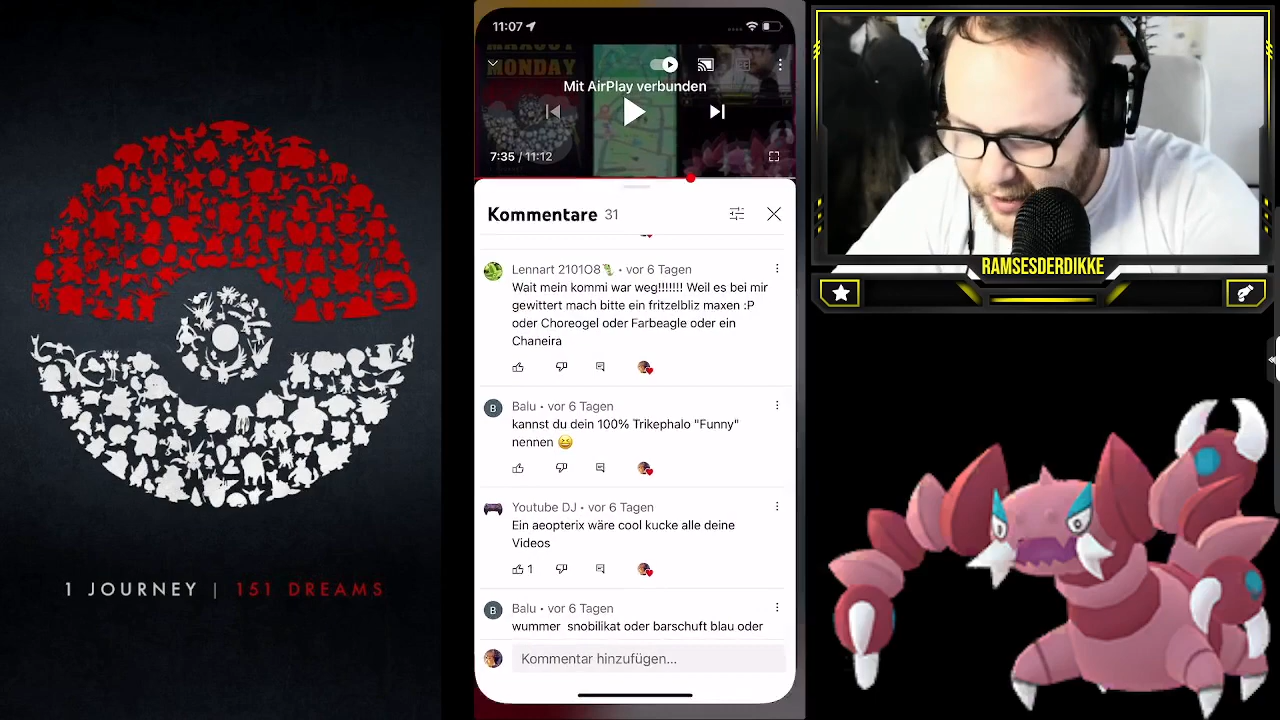 11:07
MONDAY
Mit AirPlay verbunden
7:35 / 11:12
Kommentare 31
Lennart 2101O8 • vor 6 Tagen
Wait mein kommi war weg!!!!!!! Weil es bei mir
gewittert mach bitte ein fritzelbliz maxen :P
oder Choreogel oder Farbeagle oder ein
Chaneira
B Balu • vor 6 Tagen
kannst du dein 100% Trikephalo "Funny"
nennen 😆
Youtube DJ • vor 6 Tagen
Ein aeopterix wäre cool kucke alle deine
Videos
1
B Balu • vor 6 Tagen
wummer snobilikat oder barschuft blau oder
Kommentar hinzufügen...
1 JOURNEY | 151 DREAMS
RAMSESDERDIKKE